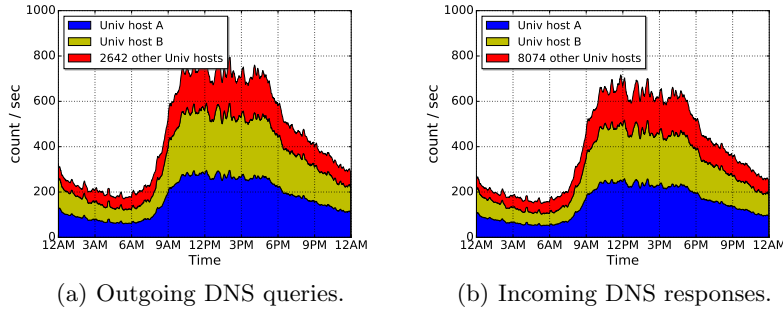 1000
800
600
400
200
0
count / sec
Univ host A
Univ host B
2642 other Univ hosts
12AM 3AM 6AM 9AM 12PM 3PM 6PM 9PM 12AM
Time
(a) Outgoing DNS queries.
1000
800
600
400
200
0
count / sec
Univ host A
Univ host B
8074 other Univ hosts
12AM 3AM 6AM 9AM 12PM 3PM 6PM 9PM 12AM
Time
(b) Incoming DNS responses.